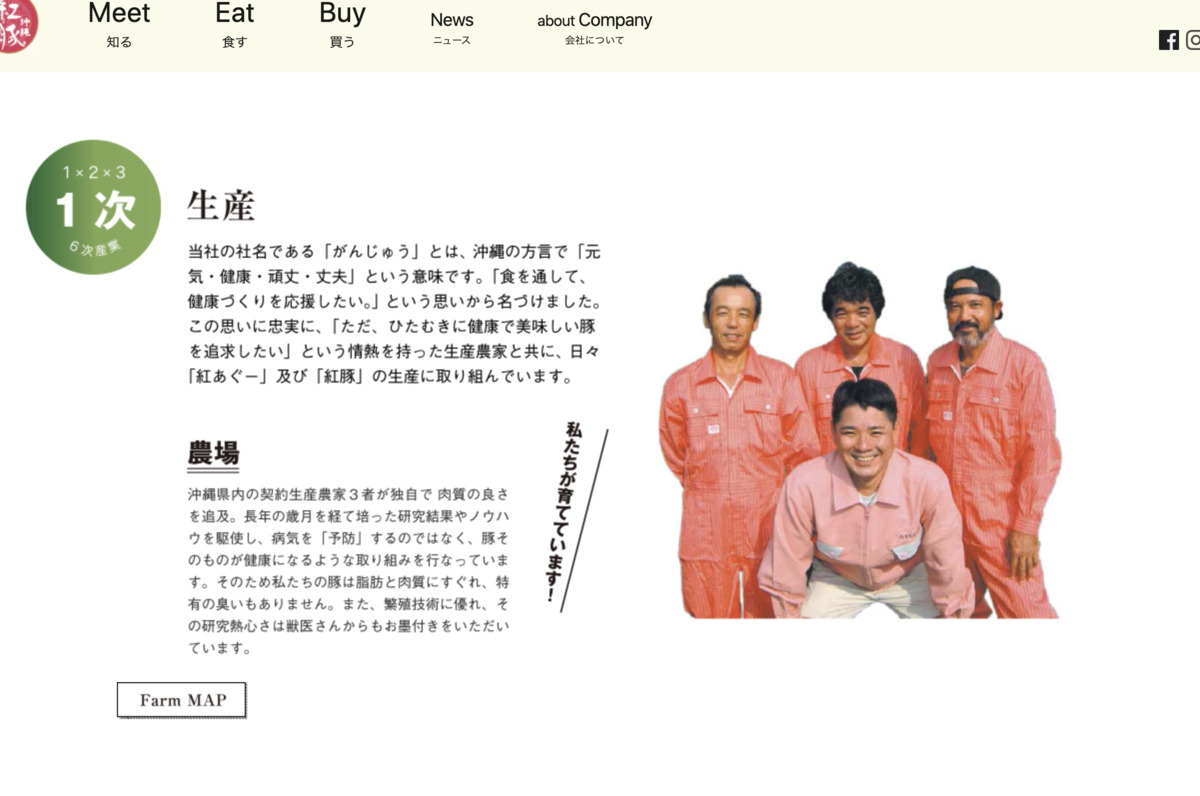 紅豚
沖縄
Meet
知る
Eat
食す
Buy
買う
News
ニュース
about Company
会社について
1×2×3
1 次
6次産業
生産
当社の社名である「がんじゅう」とは、沖縄の方言で「元
気・健康・頑丈・丈夫」という意味です。「食を通して、
健康づくりを応援したい。」という思いから名づけました。
この思いに忠実に、「ただ、ひたむきに健康で美味しい豚
を追求したい」という情熱を持った生産農家と共に、日々
「紅あぐー」及び「紅豚」の生産に取り組んでいます。
農場
沖縄県内の契約生産農家３者が独自で 肉質の良さ
を追及。長年の歳月を経て培った研究結果やノウハ
ウを駆使し、病気を「予防」するのではなく、豚そ
のものが健康になるような取り組みを行なっていま
す。そのため私たちの豚は脂肪と肉質にすぐれ、特
有の臭いもありません。また、繁殖技術に優れ、そ
の研究熱心さは獣医さんからもお墨付きをいただい
ています。
私たちが育てています！
Farm MAP